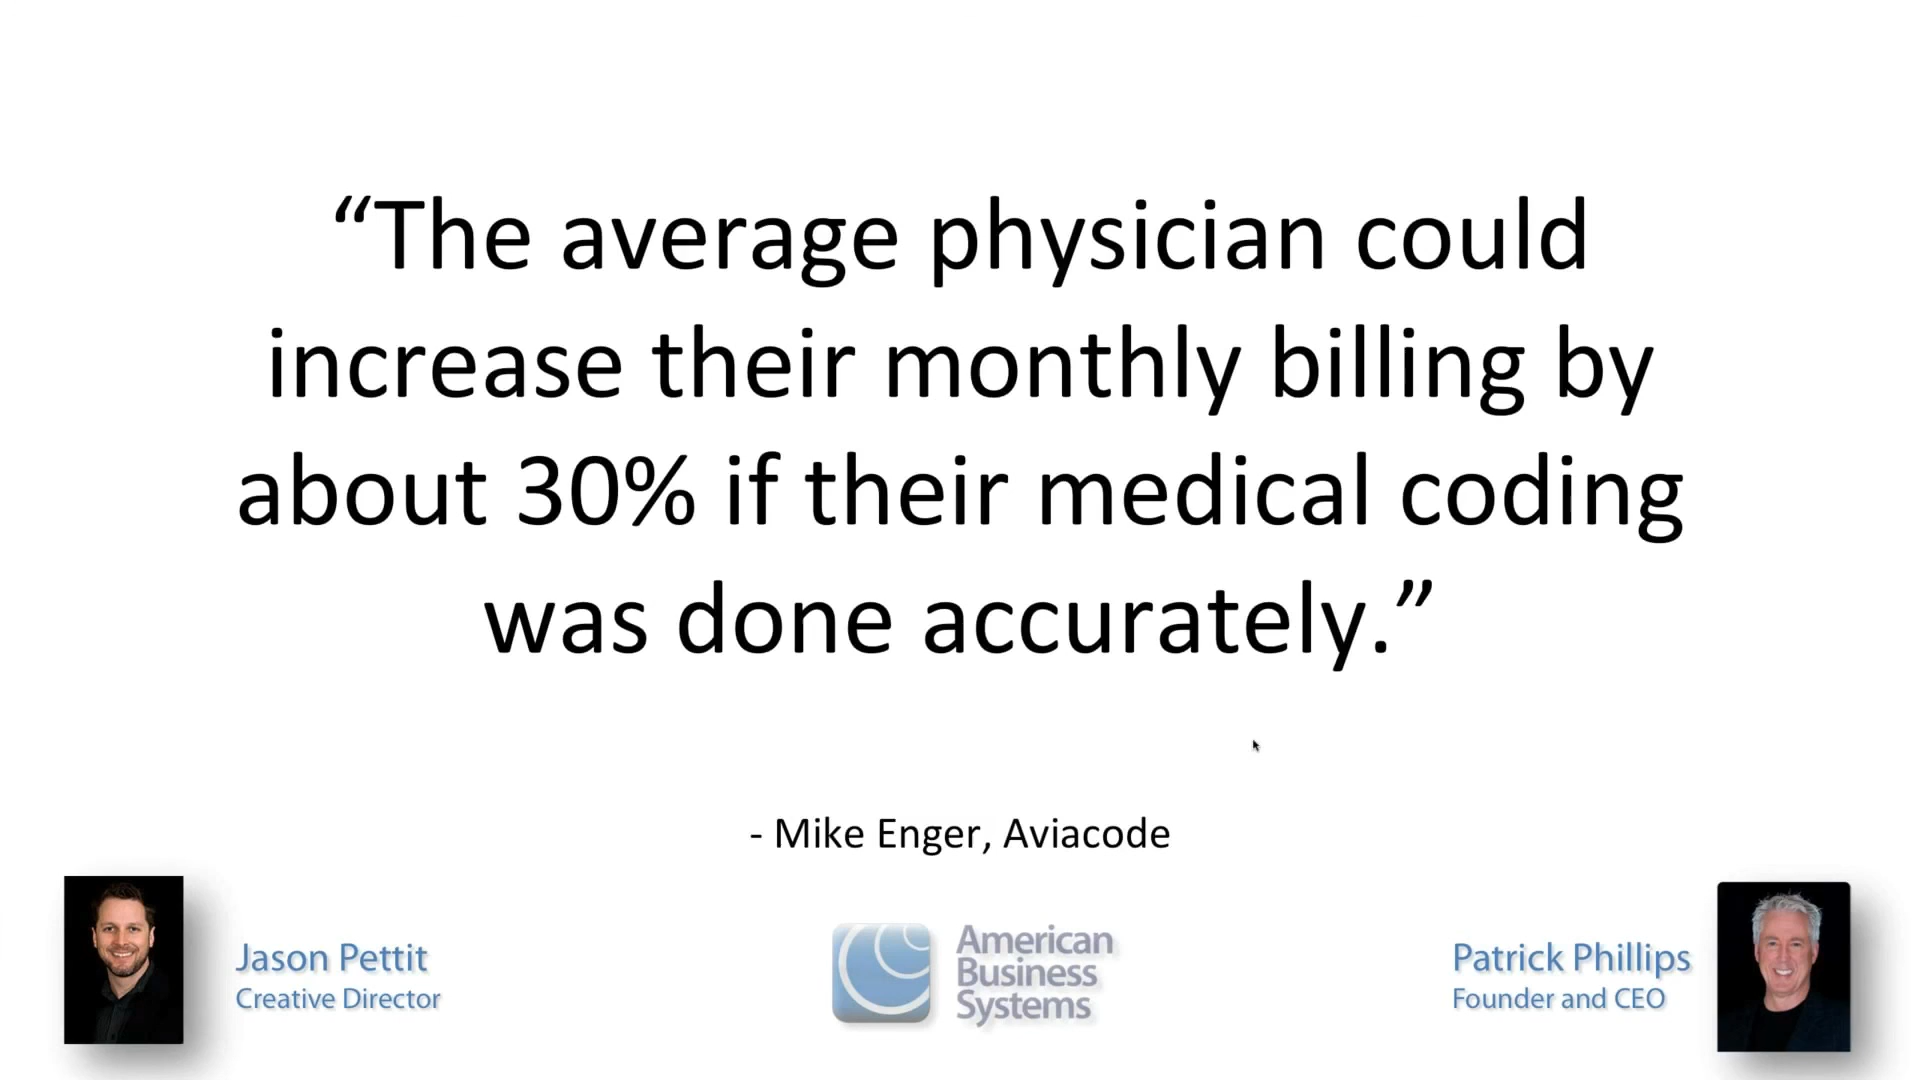 “The average physician could
increase their monthly billing by
about 30% if their medical coding
was done accurately.”
- Mike Enger, Aviacode
Jason Pettit
Creative Director
American
Business
Systems
Patrick Phillips
Founder and CEO